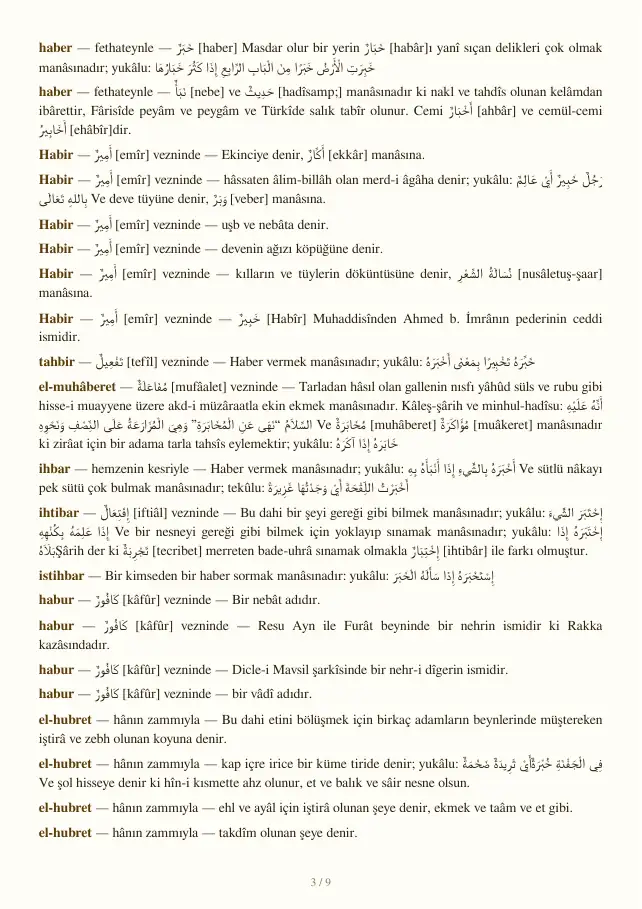 haber — fethateynle — خَبَرٌ [haber] Masdar olur bir yerin خَبَارٌ [habâr]ı yanî sıçan delikleri çok olmak
manâsınadır; yukâlu: خَبِرَتِ الْأَرْضُ خَبَرًا مِن الْبَابِ الرَّابِعِ إِذَا كَثُرَ خَبَارُهَا
haber — fethateynle — نَبَأٌ [nebe] ve حَدِيثٌ [hadîsamp;] manâsınadır ki nakl ve tahdîs olunan kelâmdan
ibârettir, Fârisîde peyâm ve peygâm ve Türkîde salık tabîr olunur. Cemi أَخْبَارٌ [ahbâr] ve cemül-cemi
أَخَابِيرُ [ehâbîr]dir.
Habir — أَمِيرٌ [emîr] vezninde — Ekinciye denir, أَكَّارٌ [ekkâr] manâsına.
Habir — أَمِيرٌ [emîr] vezninde — hâssaten âlim-billâh olan merd-i âgâha denir; yukâlu: رَجُلٌ خَبِيرٌ أَيْ عَالِمٌ
بِاللهِ تَعَالَى Ve deve tüyüne denir, وَبَرٌ [veber] manâsına.
Habir — أَمِيرٌ [emîr] vezninde — uşb ve nebâta denir.
Habir — أَمِيرٌ [emîr] vezninde — devenin ağızı köpüğüne denir.
Habir — أَمِيرٌ [emîr] vezninde — kılların ve tüylerin döküntüsüne denir, نُسَالَةُ الشَّعْرِ [nusâletuş-şaar]
manâsına.
Habir — أَمِيرٌ [emîr] vezninde — خَبِيرٌ [Habîr] Muhaddisînden Ahmed b. İmrânın pederinin ceddi
ismidir.
tahbir — تَفْعِيلٌ [tefîl] vezninde — Haber vermek manâsınadır; yukâlu: خَبَّرَهُ تَخْبِيرًا بِمَعْنَى أَخْبَرَهُ
el-muhâberet — مُفَاعَلَةٌ [mufâalet] vezninde — Tarladan hâsıl olan gallenin nısfı yâhûd süls ve rubu gibi
hisse-i muayyene üzere akd-i müzâraatla ekin ekmek manâsınadır. Kâleş-şârih ve minhul-hadîsu: أَنَّهُ عَلَيْهِ
السَّلاَمُ “نَهَى عَنِ الْمُخَابَرَةِ” وَهِيَ الْمُزَارَعَةُ عَلَى النِّصْفِ وَنَحْوِهِ Ve مُخَابَرَةٌ [muhâberet] مُؤَاكَرَةٌ [muâkeret] manâsınadır
ki zirâat için bir adama tarla tahsîs eylemektir; yukâlu: خَابَرَهُ إِذَا آكَرَهُ
ihbar — hemzenin kesriyle — Haber vermek manâsınadır; yukâlu: أَخْبَرَهُ بِالشَّيءِ إِذَا أَنْبَأَهُ بِهِ Ve sütlü nâkayı
pek sütü çok bulmak manâsınadır; tekûlu: أَخْبَرْتُ اللِّقْحَةَ أَيْ وَجَدْتُهَا غَزِيرَةً
ihtibar — إِفْتِعَالٌ [iftiâl] vezninde — Bu dahi bir şeyi gereği gibi bilmek manâsınadır; yukâlu: إِخْتَبَرَ الشَّيءَ
إِذَا عَلِمَهُ بِكُنْهِهِ Ve bir nesneyi gereği gibi bilmek için yoklayıp sınamak manâsınadır; yukâlu: إِخْتَبَرَهُ إِذَا
بَلاَهُŞârih der ki تَجْرِبَةٌ [tecribet] merreten bade-uhrâ sınamak olmakla إِخْتِبَارٌ [ihtibâr] ile farkı olmuştur.
istihbar — Bir kimseden bir haber sormak manâsınadır: yukâlu: إِسْتَخْبَرَهُ إِذا سَأَلَهُ الْخَبَرَ
habur — كَافُورٌ [kâfûr] vezninde — Bir nebât adıdır.
habur — كَافُورٌ [kâfûr] vezninde — Resu Ayn ile Furât beyninde bir nehrin ismidir ki Rakka
kazâsındadır.
habur — كَافُورٌ [kâfûr] vezninde — Dicle-i Mavsil şarkîsinde bir nehr-i dîgerin ismidir.
habur — كَافُورٌ [kâfûr] vezninde — bir vâdî adıdır.
el-hubret — hânın zammıyla — Bu dahi etini bölüşmek için birkaç adamların beynlerinde müştereken
iştirâ ve zebh olunan koyuna denir.
el-hubret — hânın zammıyla — kap içre irice bir küme tiride denir; yukâlu: فِي الْجَفْنَةِ خُبْرَةٌأَيْ ثَرِيدَةٌ ضَخْمَةٌ
Ve şol hisseye denir ki hîn-i kısmette ahz olunur, et ve balık ve sâir nesne olsun.
el-hubret — hânın zammıyla — ehl ve ayâl için iştirâ olunan şeye denir, ekmek ve taâm ve et gibi.
el-hubret — hânın zammıyla — takdîm olunan şeye denir.
3 / 9